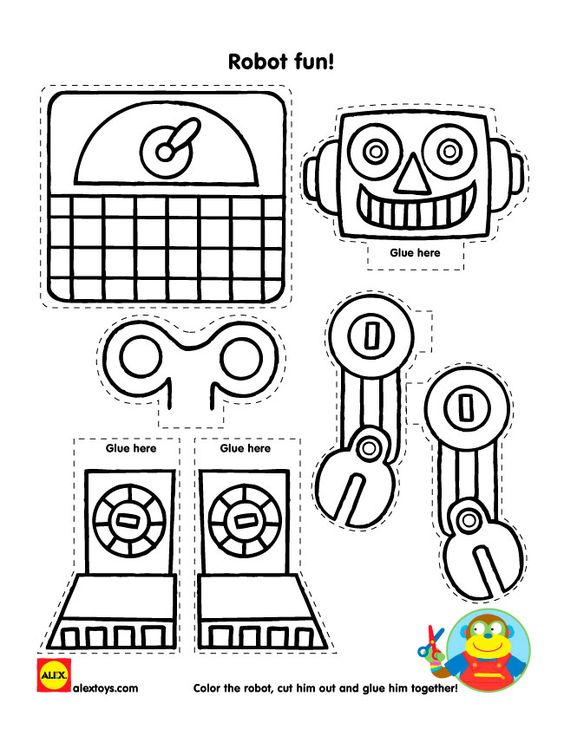 Robot fun!
Glue here
Glue here
Glue here
ALEX
alextoys.com
Color the robot, cut him out and glue him together!